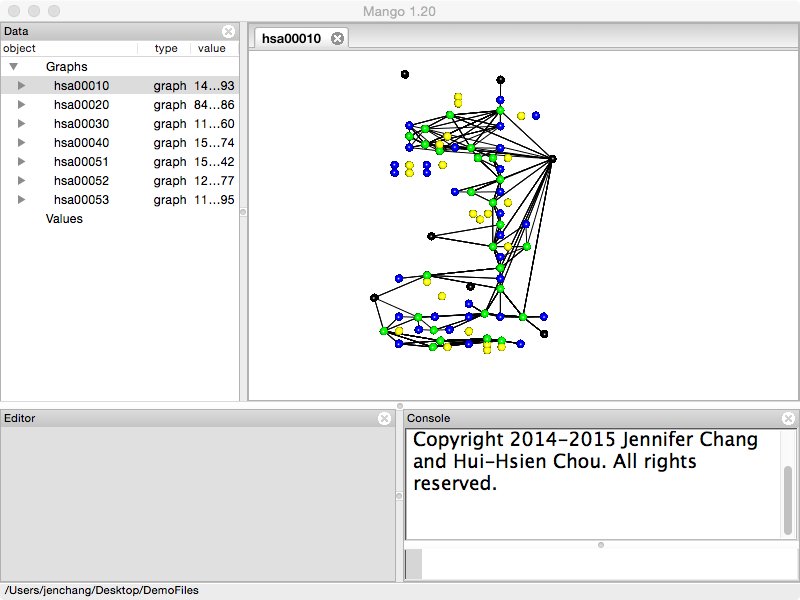 Mango 1.20
Data
object type value
Graphs
hsa00010 graph 14...93
hsa00020 graph 84...86
hsa00030 graph 11...60
hsa00040 graph 15...74
hsa00051 graph 15...42
hsa00052 graph 12...77
hsa00053 graph 11...95
Values
hsa00010
Editor
Console
Copyright 2014-2015 Jennifer Chang
and Hui-Hsien Chou. All rights
reserved.
/Users/jenchang/Desktop/DemoFiles